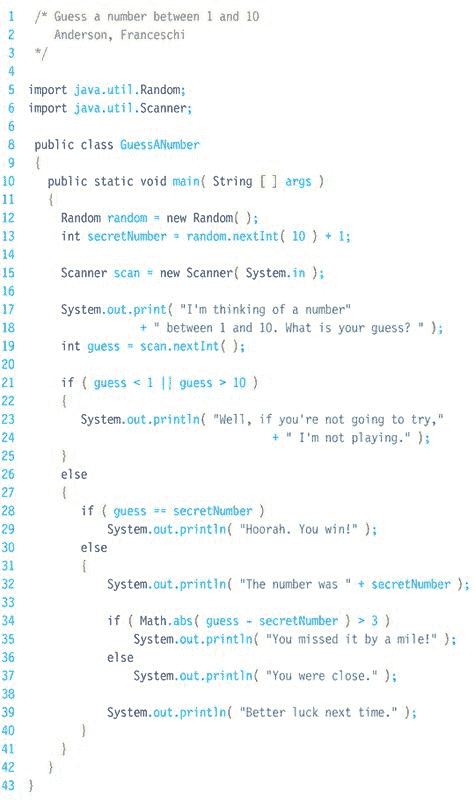 1 /* Guess a number between 1 and 10
2 Anderson, Franceschi
3 */
4
5 import java.util.Random;
6 import java.util.Scanner;
6
8 public class GuessANumber
9 {
10 public static void main( String [ ] args )
11 {
12 Random random = new Random( );
13 int secretNumber = random.nextInt( 10 ) + 1;
14
15 Scanner scan = new Scanner( System.in );
16
17 System.out.print( "I'm thinking of a number"
18 + " between 1 and 10. What is your guess? " );
19 int guess = scan.nextInt( );
20
21 if ( guess < 1 || guess > 10 )
22 {
23 System.out.println( "Well, if you're not going to try,"
24 + " I'm not playing." );
25 }
26 else
27 {
28 if ( guess == secretNumber )
29 System.out.println( "Hoorah. You win!" );
30 else
31 {
32 System.out.println( "The number was " + secretNumber );
33
34 if ( Math.abs( guess - secretNumber ) > 3 )
35 System.out.println( "You missed it by a mile!" );
36 else
37 System.out.println( "You were close." );
38
39 System.out.println( "Better luck next time." );
40 }
41 }
42 }
43 }